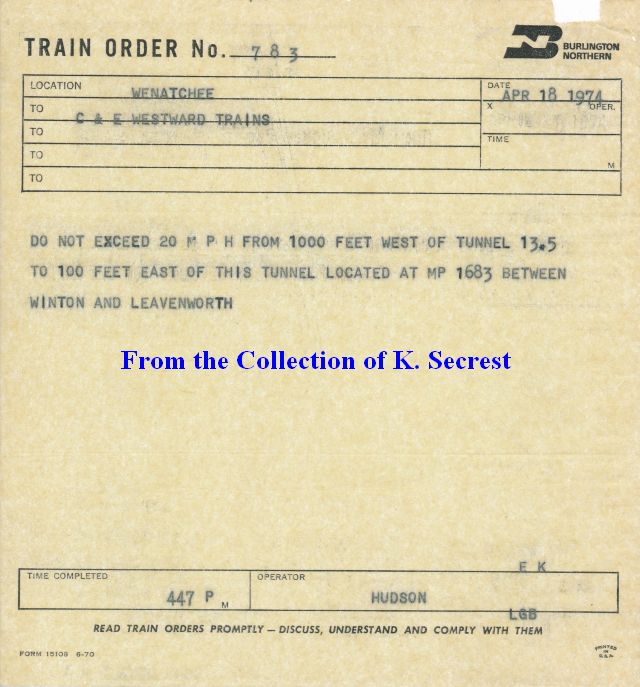 TRAIN ORDER No. 783
BURLINGTON
NORTHERN
LOCATION WENATCHEE
DATE APR 18 1974
TO C & E WESTWARD TRAINS
X OPER.
TO
TIME M
TO
TO
DO NOT EXCEED 20 M P H FROM 1000 FEET WEST OF TUNNEL 13.5
TO 100 FEET EAST OF THIS TUNNEL LOCATED AT MP 1683 BETWEEN
WINTON AND LEAVENWORTH
From the Collection of K. Secrest
E K
TIME COMPLETED 447 P M
OPERATOR HUDSON
LGB
READ TRAIN ORDERS PROMPTLY — DISCUSS, UNDERSTAND AND COMPLY WITH THEM
FORM 15108 6-70
PRINTED
IN
U.S.A.